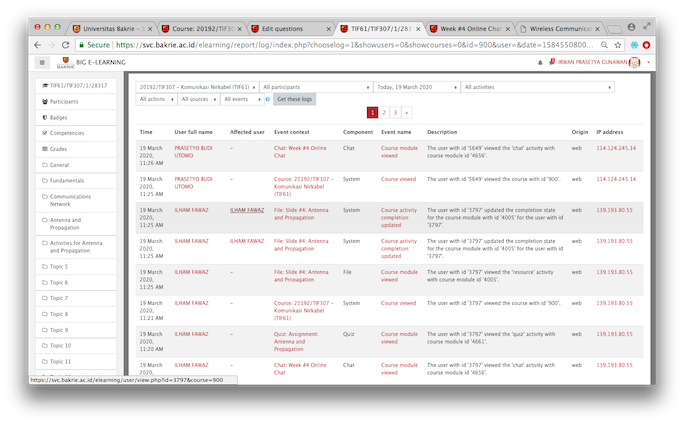 Universitas Bakrie – S
Course: 20192/TIF307
Edit questions
TIF61/TIF307/1/28317
Week #4 Online Chat
Wireless Communicat
Secure https://svc.bakrie.ac.id/elearning/report/log/index.php?chooselog=1&showusers=0&showcourses=0&id=900&user=&date=1584550800...
BAKRIE BIG E-LEARNING
IRWAN PRASETYA GUNAWAN
TIF61/TIF307/1/28317
Participants
Badges
Competencies
Grades
General
Fundamentals
Communications
Network
Antenna and
Propagation
Activities for Antenna
and Propagation
Topic 5
Topic 6
Topic 7
Topic 8
Topic 9
Topic 10
Topic 11
20192/TIF307 - Komunikasi Nirkabel (TIF61) All participants Today, 19 March 2020 All activities
All actions All sources All events Get these logs
1 2 3 »
Time User full name Affected user Event context Component Event name Description Origin IP address
19 March PRASETYO BUDI - Chat: Week #4 Online Chat Course module The user with id '5649' viewed the 'chat' activity with web 114.124.245.14
2020, UTOMO Chat viewed course module id '4656'.
11:26 AM
19 March PRASETYO BUDI - Course: 20192/TIF307 System Course viewed The user with id '5649' viewed the course with id '900'. web 114.124.245.14
2020, UTOMO - Komunikasi Nirkabel
11:25 AM (TIF61)
19 March ILHAM FAWAZ ILHAM FAWAZ File: Slide #4: Antenna System Course activity The user with id '3797' updated the completion state web 139.193.80.55
2020, and Propagation completion for the course module with id '4005' for the user with id
11:25 AM updated '3797'.
19 March ILHAM FAWAZ ILHAM FAWAZ File: Slide #4: Antenna System Course activity The user with id '3797' updated the completion state web 139.193.80.55
2020, and Propagation completion for the course module with id '4005' for the user with id
11:25 AM updated '3797'.
19 March ILHAM FAWAZ - File: Slide #4: Antenna File Course module The user with id '3797' viewed the 'resource' activity web 139.193.80.55
2020, and Propagation viewed with course module id '4005'.
11:25 AM
19 March ILHAM FAWAZ - Course: 20192/TIF307 System Course viewed The user with id '3797' viewed the course with id '900'. web 139.193.80.55
2020, - Komunikasi Nirkabel
11:21 AM (TIF61)
19 March ILHAM FAWAZ - Quiz: Assignment: Quiz Course module The user with id '3797' viewed the 'quiz' activity with web 139.193.80.55
2020, Antenna and viewed course module id '4661'.
11:20 AM Propagation
19 March ILHAM FAWAZ - Chat: Week #4 Online Chat Course module The user with id '3797' viewed the 'chat' activity with web 139.193.80.55
2020, Chat viewed course module id '4656'.
https://svc.bakrie.ac.id/elearning/user/view.php?id=3797&course=900